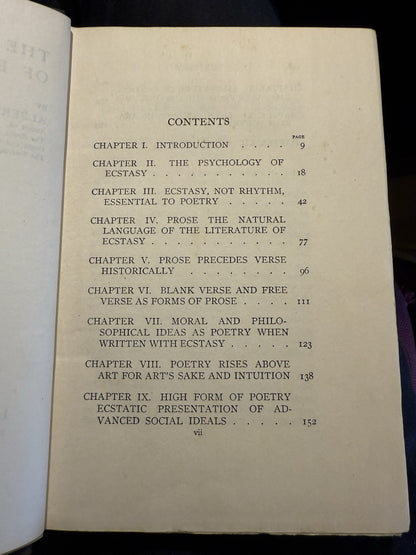 THE
OF
BY
CONTENTS
PAGE
CHAPTER I. INTRODUCTION . . . . 9
CHAPTER II. THE PSYCHOLOGY OF
ECSTASY . . . . . . . . . . . 18
CHAPTER III. ECSTASY, NOT RHYTHM,
ESSENTIAL TO POETRY . . . . 42
CHAPTER IV. PROSE THE NATURAL
LANGUAGE OF THE LITERATURE OF
ECSTASY . . . . . . . . . . . 77
CHAPTER V. PROSE PRECEDES VERSE
HISTORICALLY . . . . . . . . 96
CHAPTER VI. BLANK VERSE AND FREE
VERSE AS FORMS OF PROSE . . . . 111
CHAPTER VII. MORAL AND PHILO-
SOPHICAL IDEAS AS POETRY WHEN
WRITTEN WITH ECSTASY . . . . 123
CHAPTER VIII. POETRY RISES ABOVE
ART FOR ART'S SAKE AND INTUITION 138
CHAPTER IX. HIGH FORM OF POETRY
ECSTATIC PRESENTATION OF AD-
VANCED SOCIAL IDEALS . . . . . 152
vii